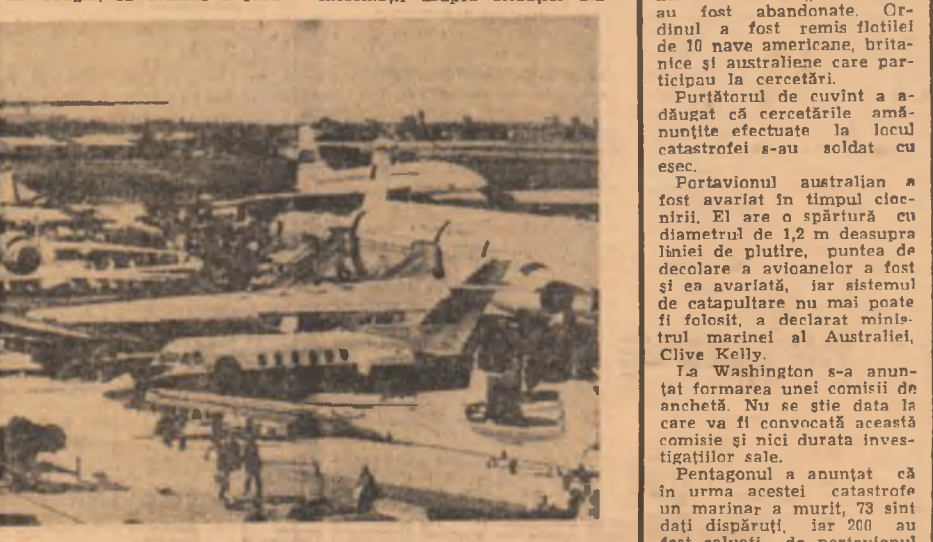 au fost abandonate. Or-
dinul a fost remis flotilei
de 10 nave americane, brita-
nice și australiene care par-
ticipau la cercetări.
Purtătorul de cuvînt a a-
dăugat că cercetările amă-
nunțite efectuate la locul
catastrofei s-au soldat cu
eșec.
Portavionul australian a
fost avariat în timpul cioc-
nirii. El are o spărtură cu
diametrul de 1,2 m deasupra
liniei de plutire, puntea de
decolare a avioanelor a fost
și ea avariată, iar sistemul
de catapultare nu mai poate
fi folosit, a declarat minis-
trul marinei al Australiei,
Clive Kelly.
La Washington s-a anun-
țat formarea unei comisii de
anchetă. Nu se știe data la
care va fi convocată această
comisie și nici durata inves-
tigațiilor sale.
Pentagonul a anunțat că
în urma acestei catastrofe
un marinar a murit, 73 sînt
dați dispăruți, iar 200 au
fost salvați de portavionul